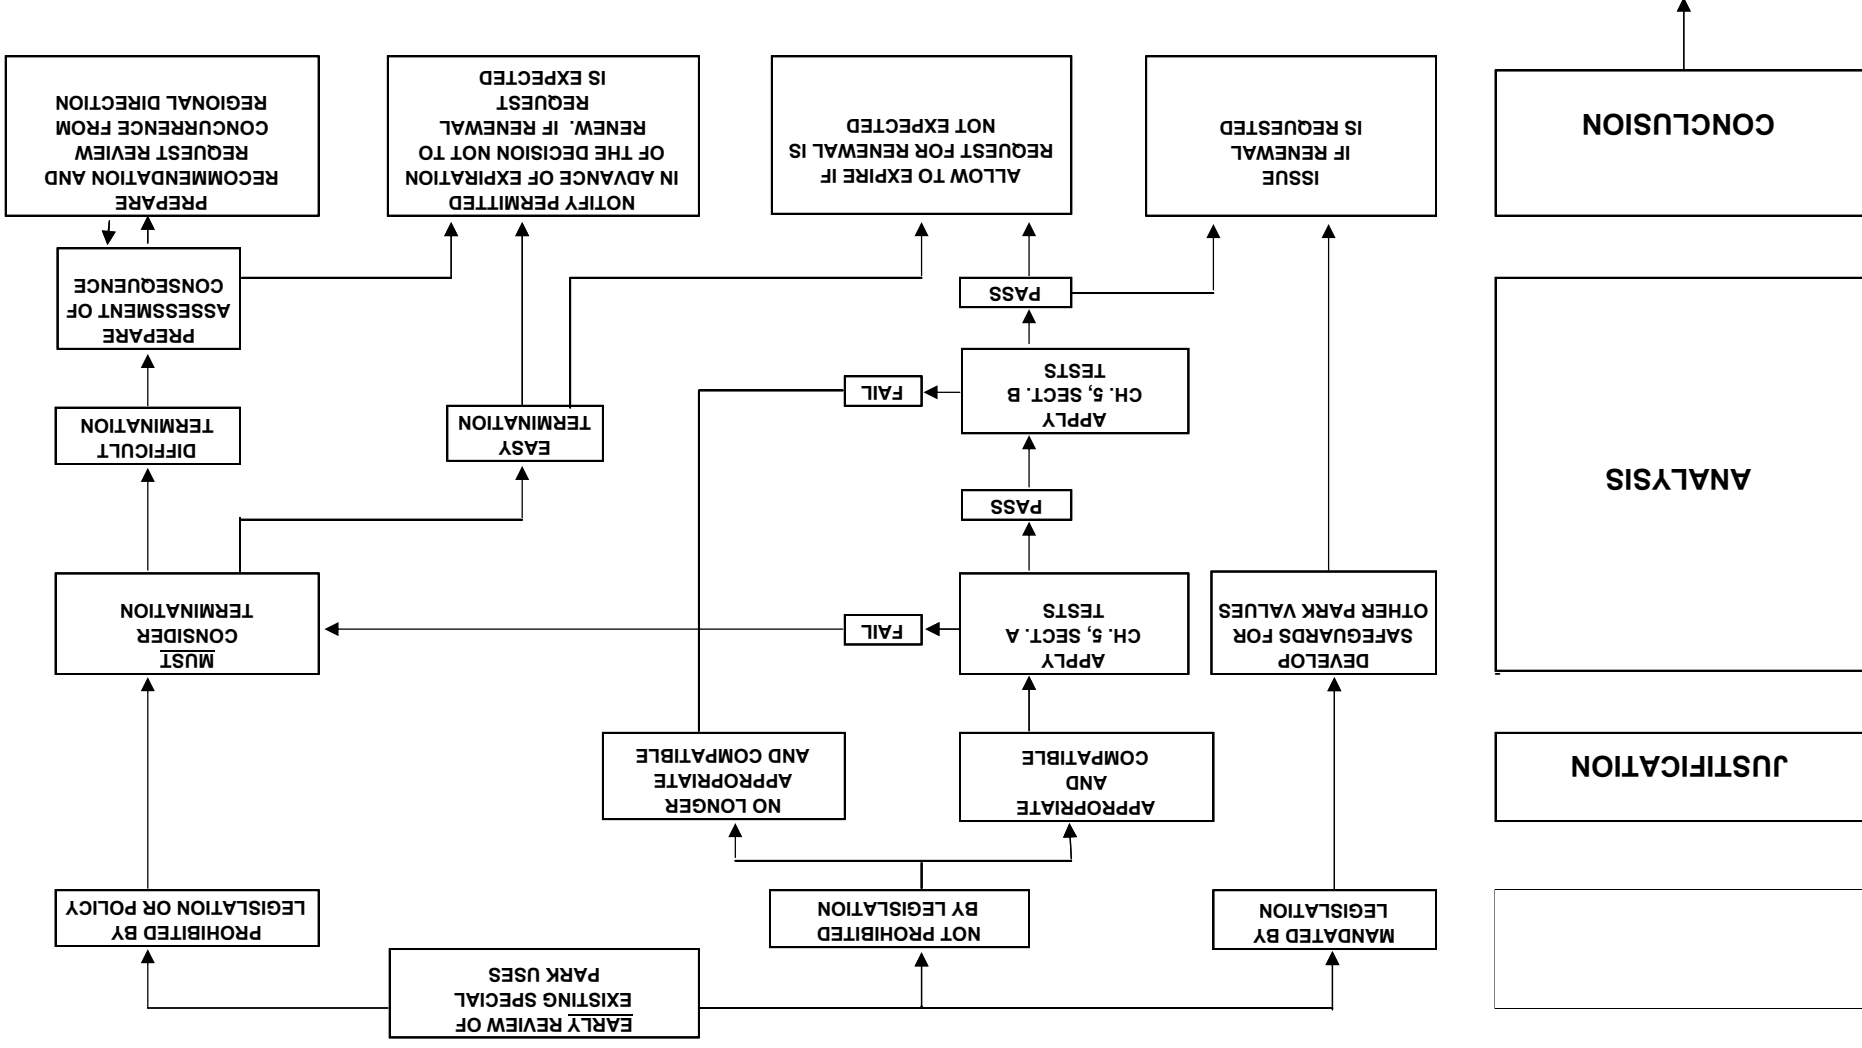 EARLY REVIEW OF
EXISTING SPECIAL
PARK USES
MANDATED BY
LEGISLATION
NOT PROHIBITED
BY LEGISLATION
PROHIBITED BY
LEGISLATION OR POLICY
JUSTIFICATION
APPROPRIATE
AND
COMPATIBLE
NO LONGER
APPROPRIATE
AND COMPATIBLE
ANALYSIS
DEVELOP
SAFEGUARDS FOR
OTHER PARK VALUES
APPLY
CH. 5, SECT. A
TESTS
FAIL
MUST
CONSIDER
TERMINATION
PASS
APPLY
CH. 5, SECT. B
TESTS
FAIL
EASY
TERMINATION
DIFFICULT
TERMINATION
PASS
PREPARE
ASSESSMENT OF
CONSEQUENCE
CONCLUSION
ISSUE
IF RENEWAL
IS REQUESTED
ALLOW TO EXPIRE IF
REQUEST FOR RENEWAL IS
NOT EXPECTED
NOTIFY PERMITTED
IN ADVANCE OF EXPIRATION
OF THE DECISION NOT TO
RENEW. IF RENEWAL
REQUEST
IS EXPECTED
PREPARE
RECOMMENDATION AND
REQUEST REVIEW
CONCURRENCE FROM
REGIONAL DIRECTION